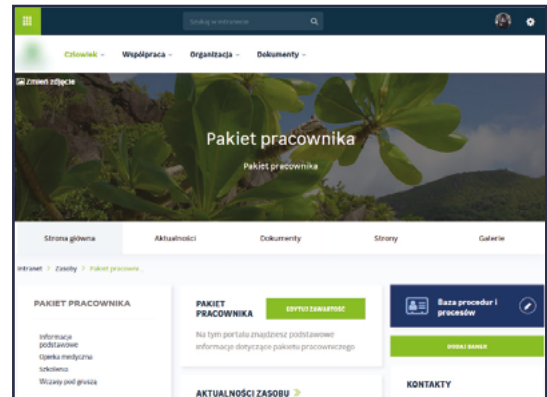 Szukaj w intranecie
Człowiek
Współpraca
Organizacja
Dokumenty
Zmień zdjęcie
Pakiet pracownika
Pakiet pracownika
Strona główna
Aktualności
Dokumenty
Strony
Galerie
Intranet > Zasoby > Pakiet pracowni...
PAKIET PRACOWNIKA
Informacje
podstawowe
Opieka medyczna
Szkolenia
Wczasy pod gruszą
PAKIET
PRACOWNIKA
EDYTUJ ZAWARTOŚĆ
Na tym portalu znajdziesz podstawowe
informacje dotyczące pakietu pracowniczego
AKTUALNOŚCI ZASOBU >
Baza procedur i
procesów
DODAJ BANER
KONTAKTY